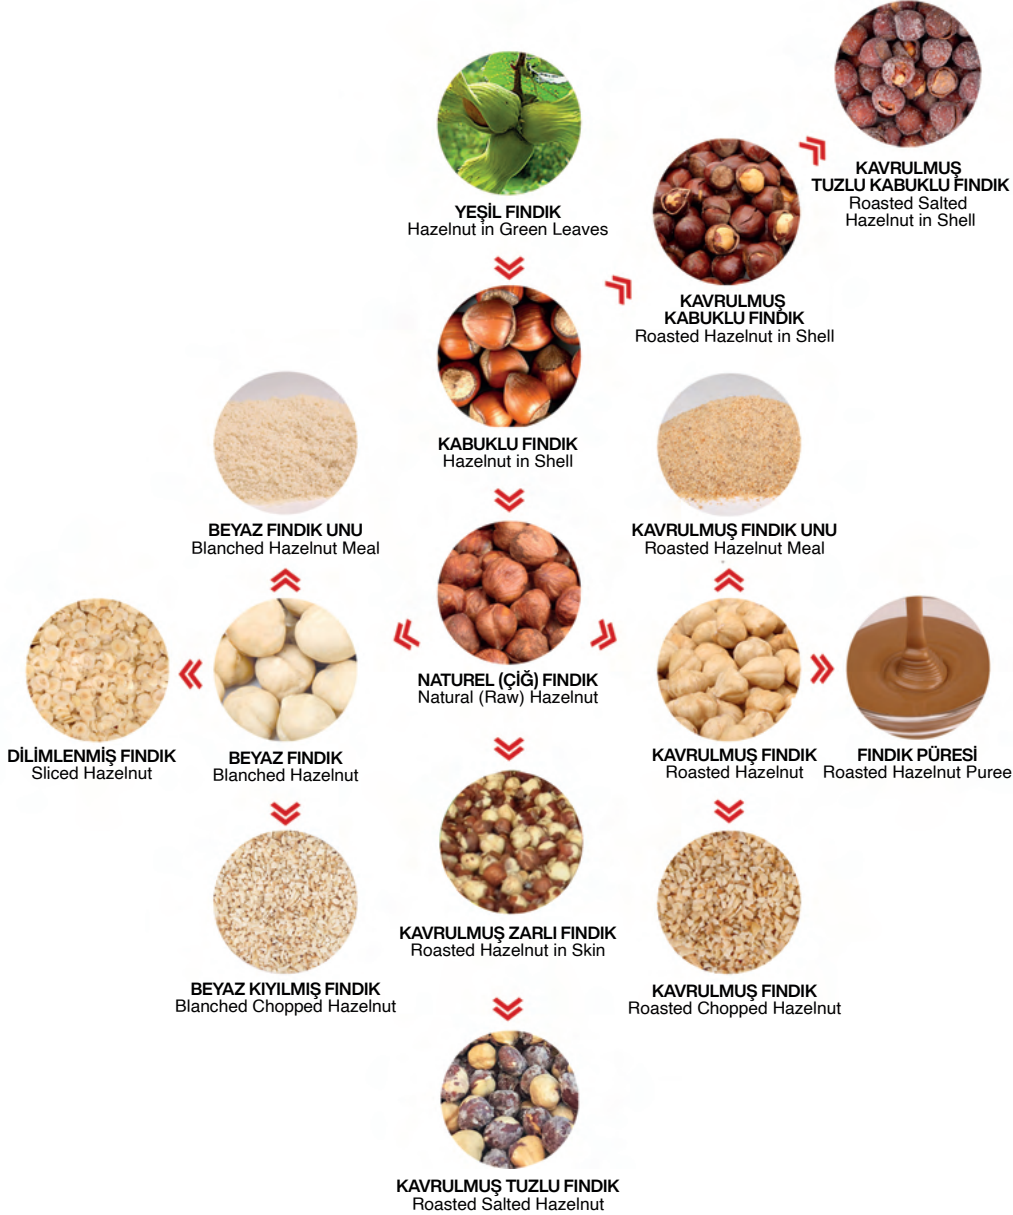 KAVRULMUŞ
TUZLU KABUKLU FINDIK
Roasted Salted
Hazelnut in Shell
YEŞİL FINDIK
Hazelnut in Green Leaves
KAVRULMUŞ
KABUKLU FINDIK
Roasted Hazelnut in Shell
KABUKLU FINDIK
Hazelnut in Shell
BEYAZ FINDIK UNU
Blanched Hazelnut Meal
KAVRULMUŞ FINDIK UNU
Roasted Hazelnut Meal
NATUREL (ÇİĞ) FINDIK
Natural (Raw) Hazelnut
DİLİMLENMİŞ FINDIK
Sliced Hazelnut
BEYAZ FINDIK
Blanched Hazelnut
KAVRULMUŞ FINDIK
Roasted Hazelnut
FINDIK PÜRESİ
Roasted Hazelnut Puree
KAVRULMUŞ ZARLI FINDIK
Roasted Hazelnut in Skin
BEYAZ KIYILMIŞ FINDIK
Blanched Chopped Hazelnut
KAVRULMUŞ FINDIK
Roasted Chopped Hazelnut
KAVRULMUŞ TUZLU FINDIK
Roasted Salted Hazelnut